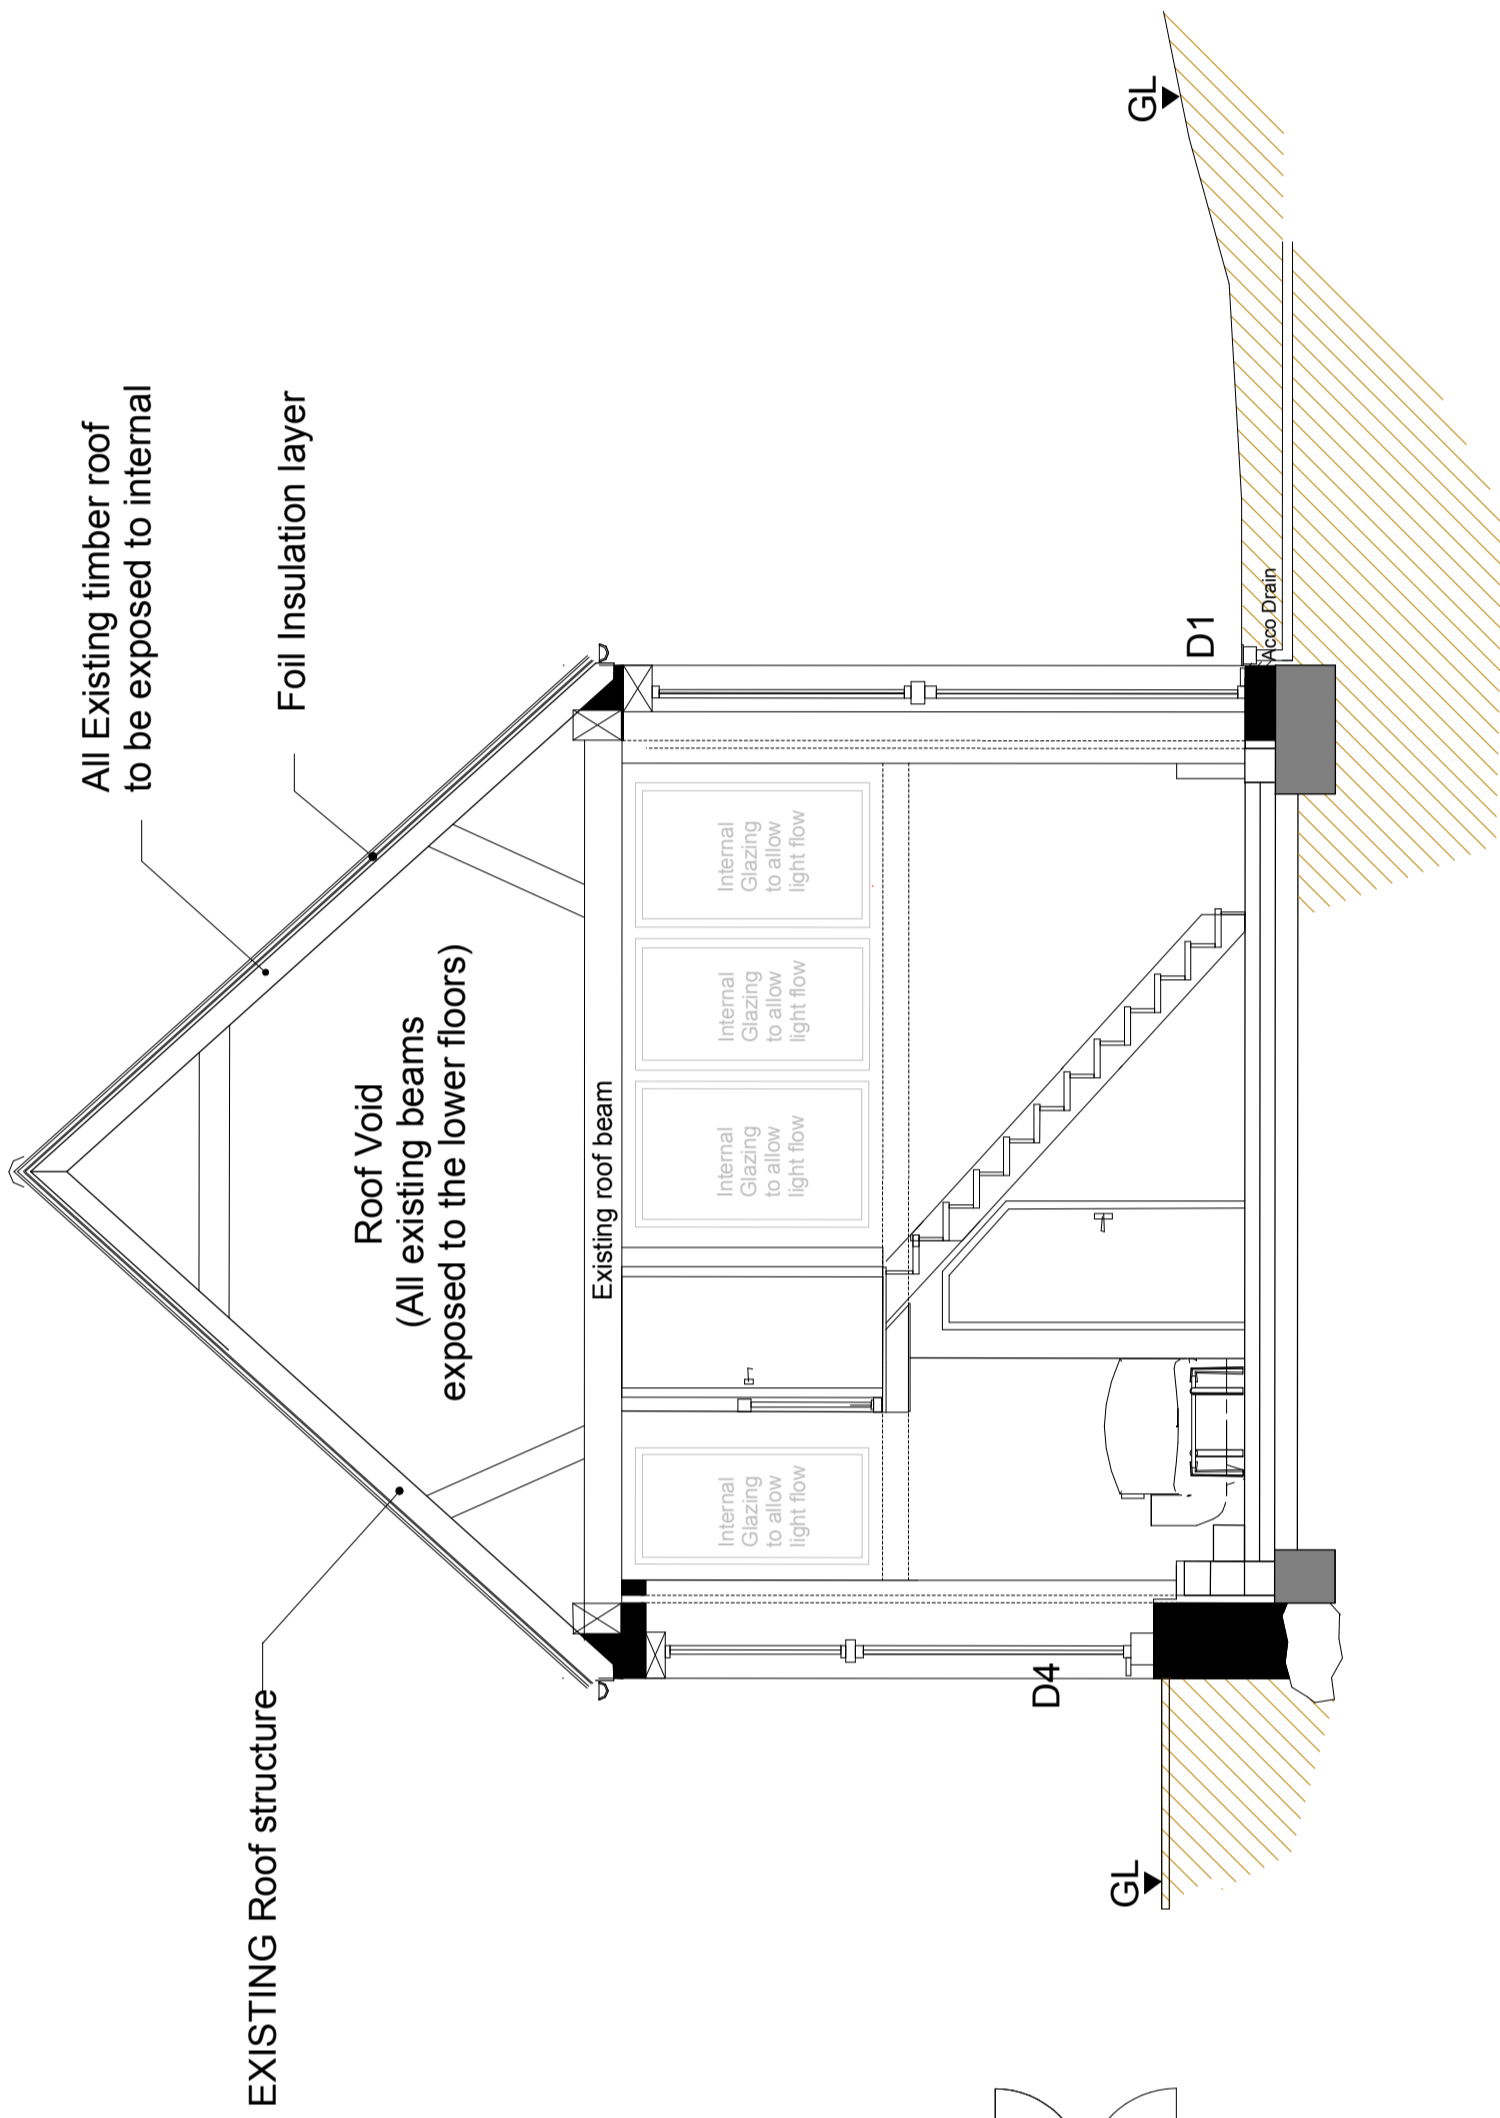 All Existing timber roof
to be exposed to internal
Foil Insulation layer
EXISTING Roof structure
Roof Void
(All existing beams
exposed to the lower floors)
Existing roof beam
Internal
Glazing
to allow
light flow
Internal
Glazing
to allow
light flow
Internal
Glazing
to allow
light flow
Internal
Glazing
to allow
light flow
D4
D1
GL
GL
Acco Drain